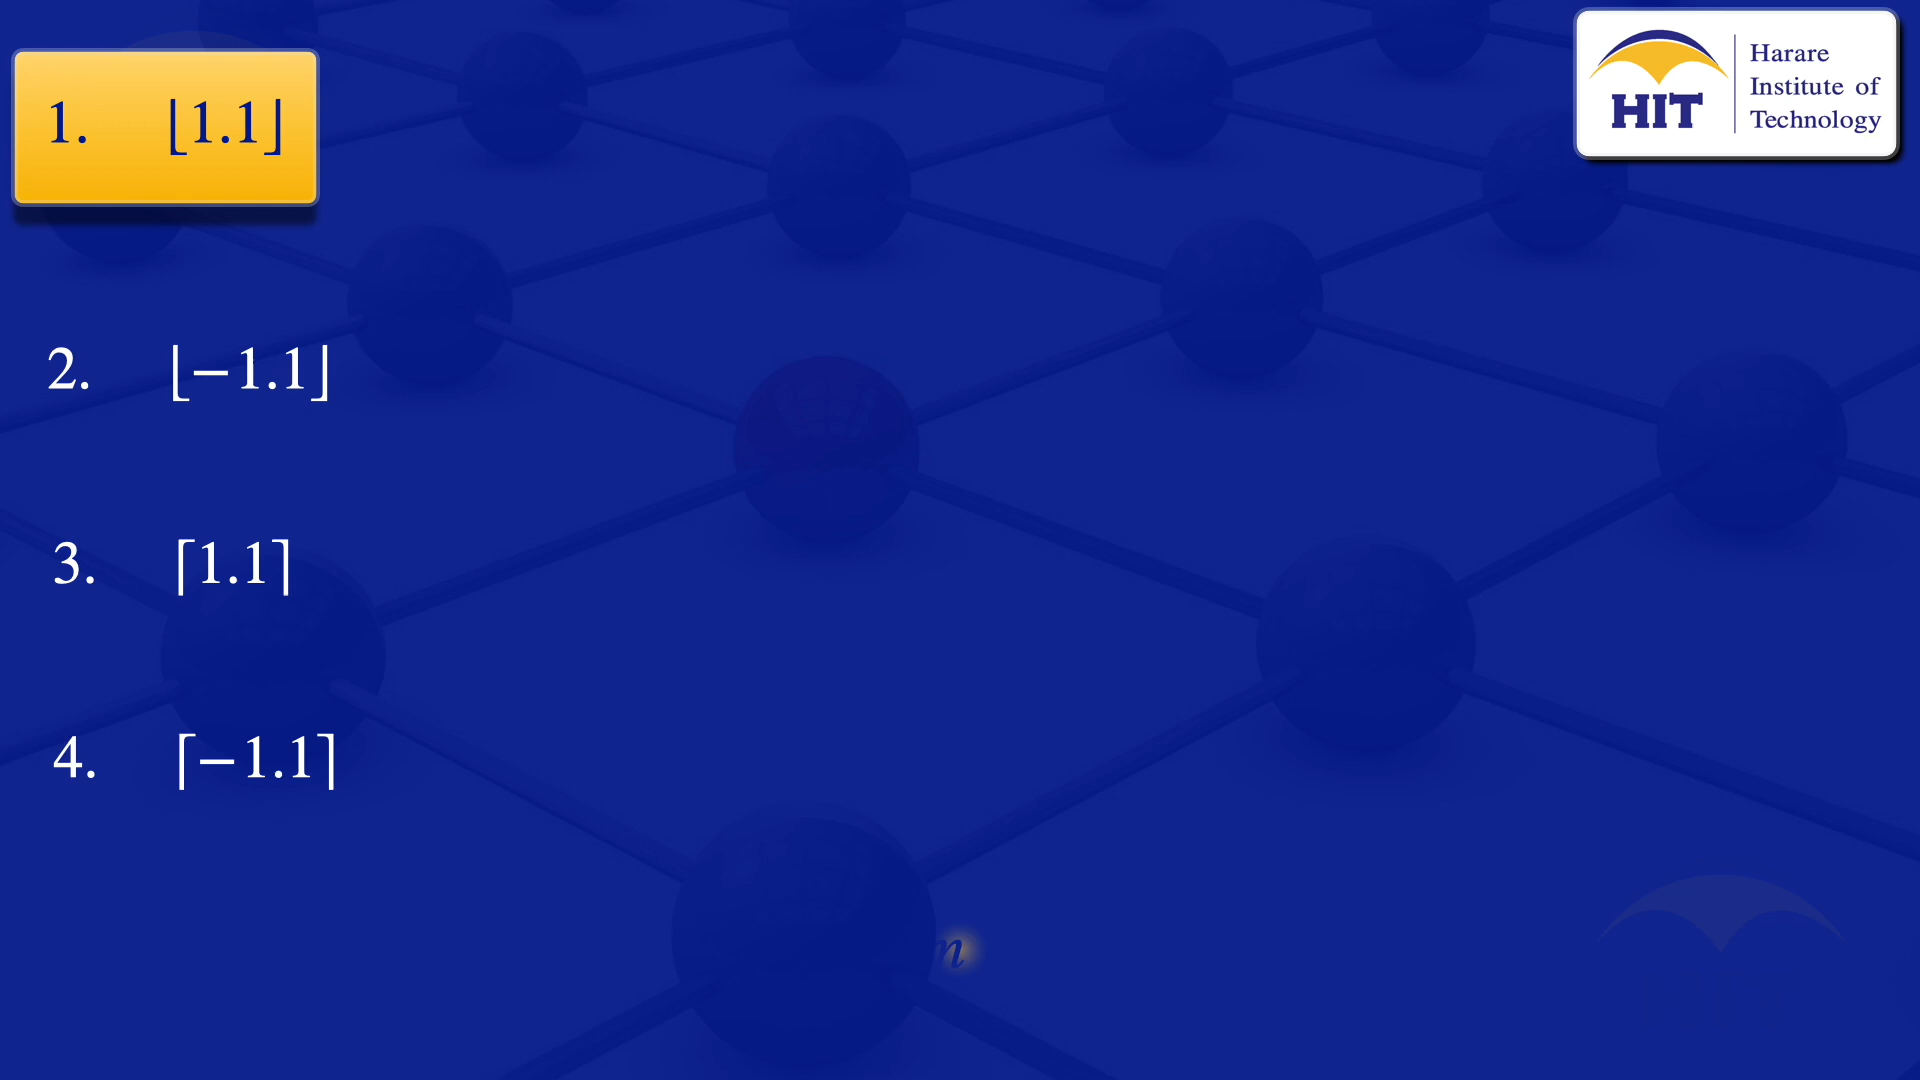 1. ⌊1.1⌋
HIT
Harare
Institute of
Technology
2. ⌊−1.1⌋
3. ⌈1.1⌉
4. ⌈−1.1⌉
n